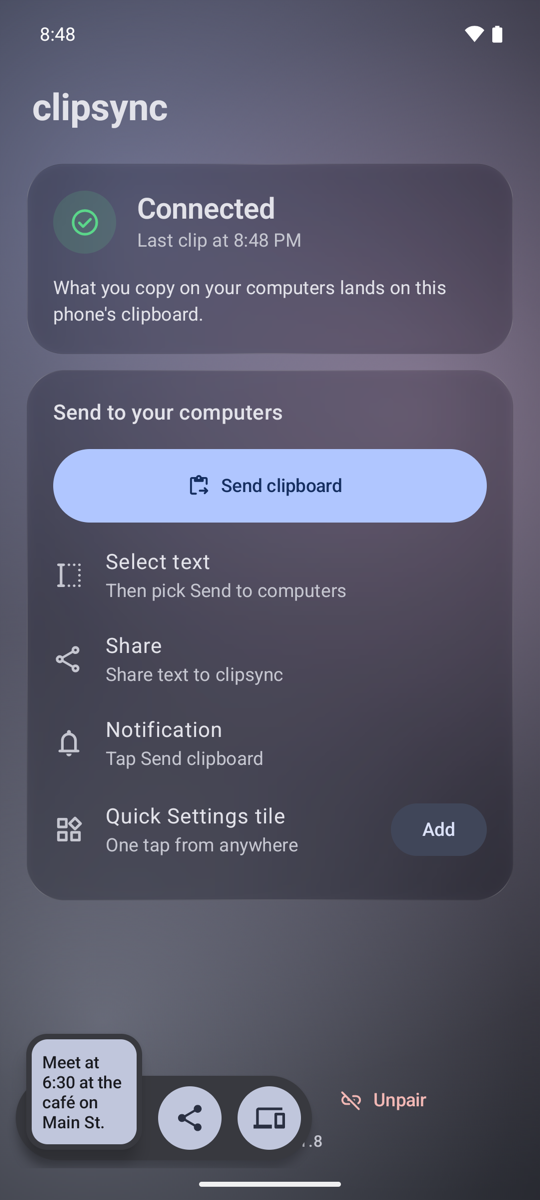 8:48
clipsync
Connected
Last clip at 8:48 PM
What you copy on your computers lands on this
phone's clipboard.
Send to your computers
Send clipboard
Select text
Then pick Send to computers
Share
Share text to clipsync
Notification
Tap Send clipboard
Quick Settings tile
One tap from anywhere
Add
Meet at
6:30 at the
café on
Main St.
Unpair
.8